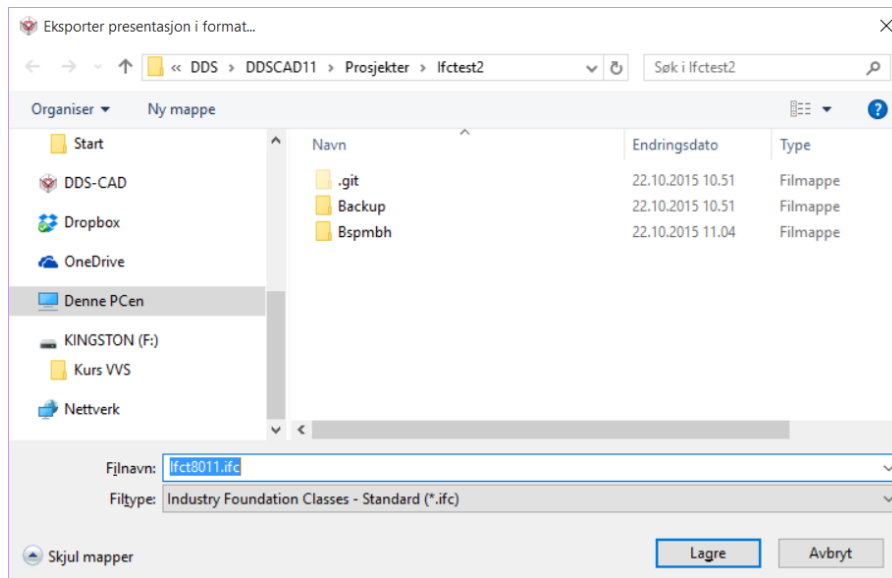 Eksporter presentasjon i format...
« DDS > DDSCAD11 > Prosjekter > Ifctest2
Søk i Ifctest2
Organiser
Ny mappe
Start
DDS-CAD
Dropbox
OneDrive
Denne PCen
KINGSTON (F:)
Kurs VVS
Nettverk
Navn Endringsdato Type
.git 22.10.2015 10.51 Filmappe
Backup 22.10.2015 10.51 Filmappe
Bspmbh 22.10.2015 11.04 Filmappe
Filnavn: Ifct8011.ifc
Filtype: Industry Foundation Classes - Standard (*.ifc)
Skjul mapper
Lagre
Avbryt